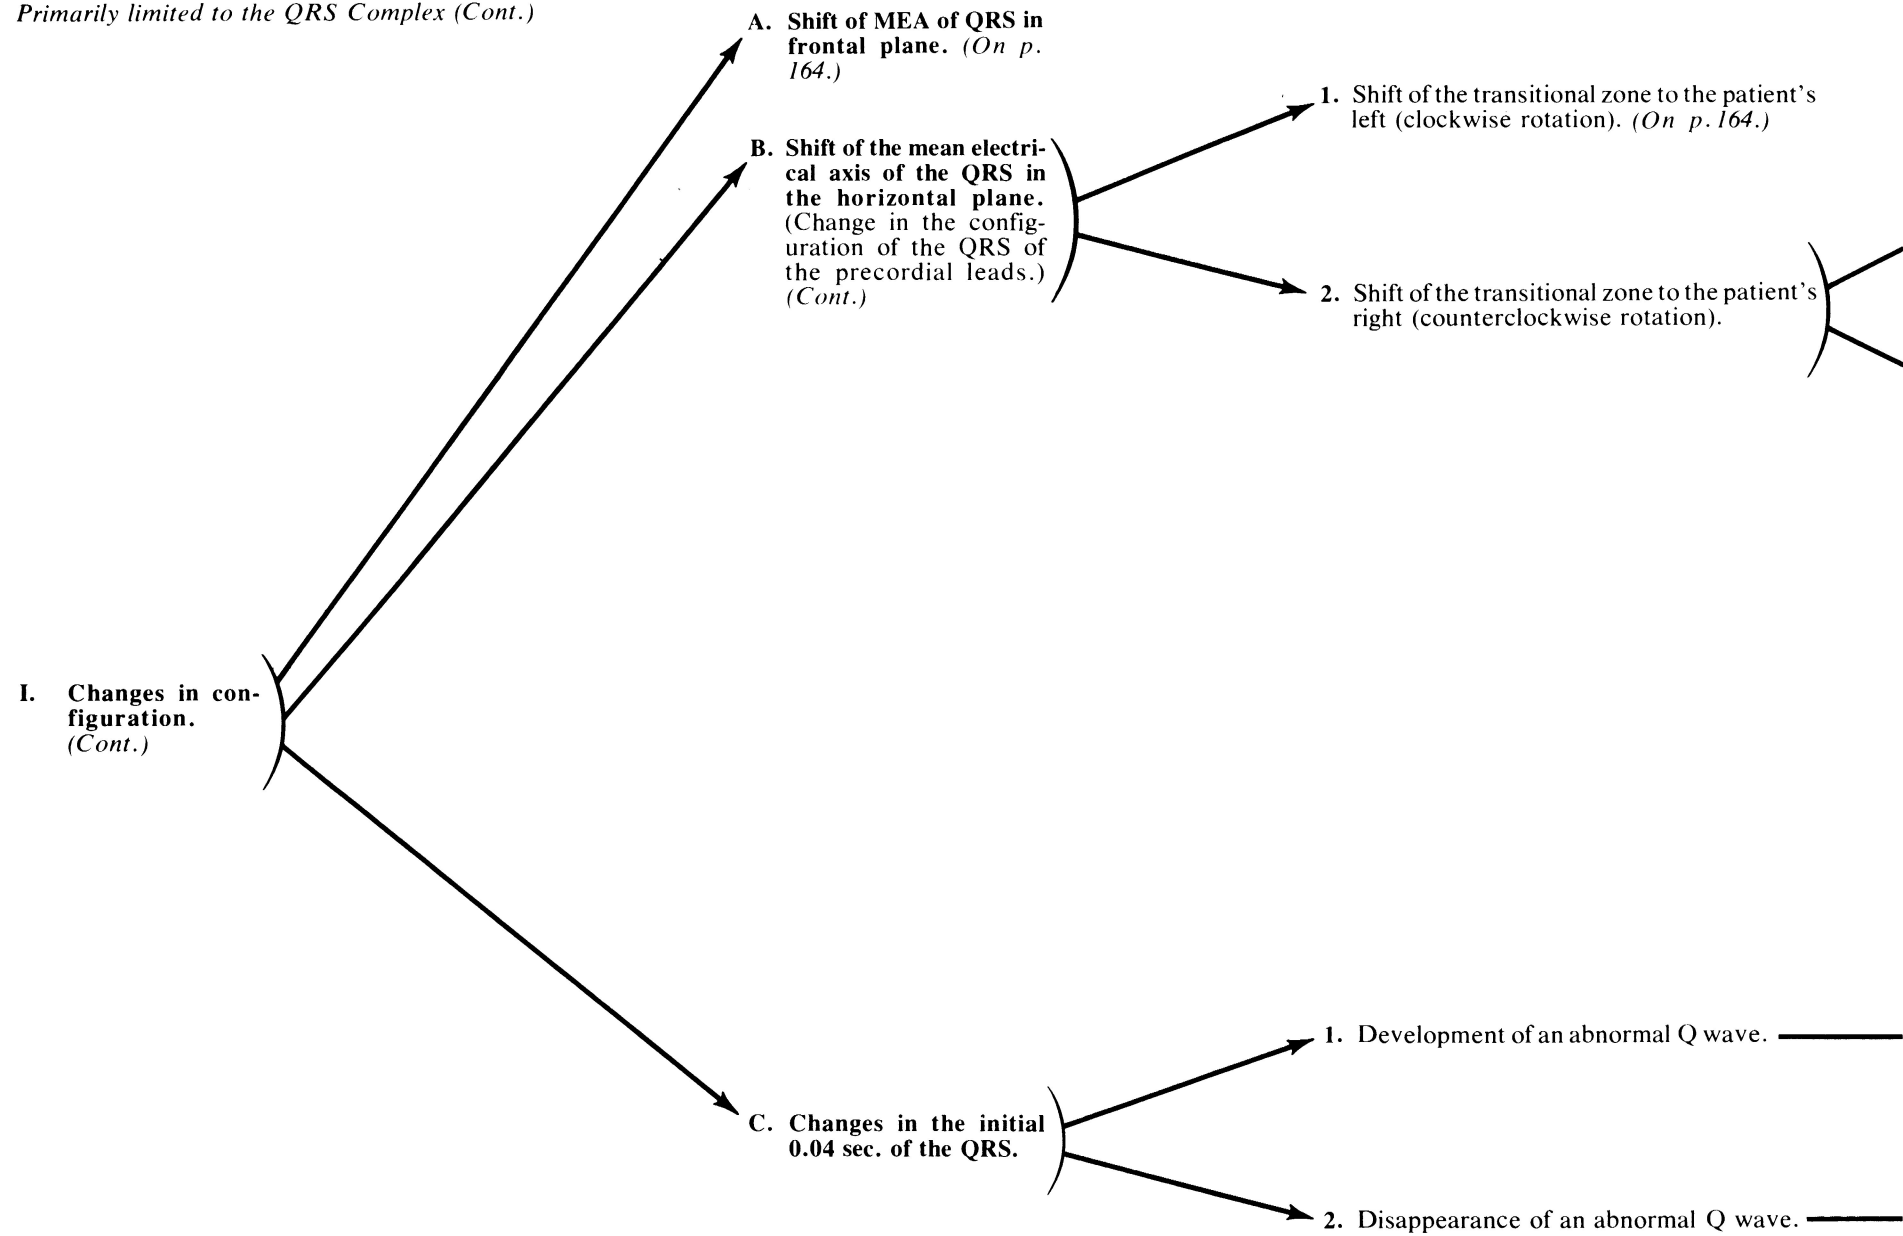 Primarily limited to the QRS Complex (Cont.)
A. Shift of MEA of QRS in
frontal plane. (On p.
164.)
B. Shift of the mean electri-
cal axis of the QRS in
the horizontal plane.
(Change in the config-
uration of the QRS of
the precordial leads.)
(Cont.)
1. Shift of the transitional zone to the patient's
left (clockwise rotation). (On p. 164.)
2. Shift of the transitional zone to the patient's
right (counterclockwise rotation).
I. Changes in con-
figuration.
(Cont.)
C. Changes in the initial
0.04 sec. of the QRS.
1. Development of an abnormal Q wave.
2. Disappearance of an abnormal Q wave.